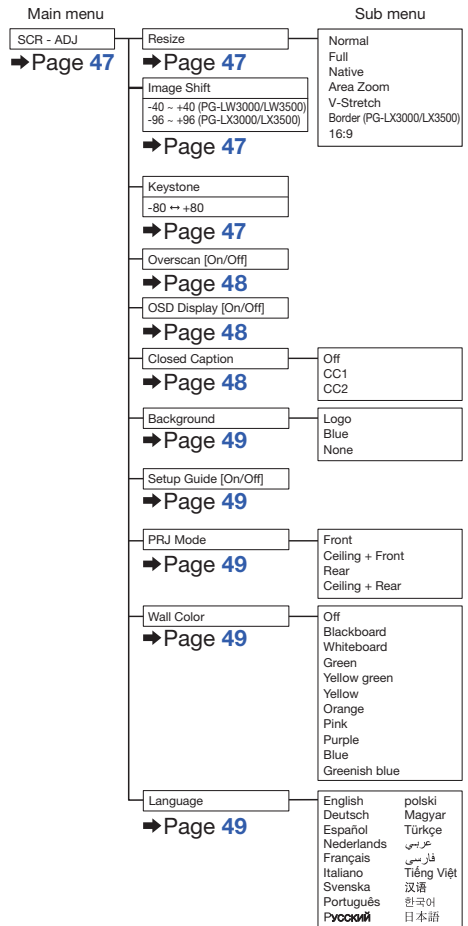 Main menu
Sub menu
SCR - ADJ
➡Page 47
Resize
➡Page 47
Normal
Full
Native
Area Zoom
V-Stretch
Border (PG-LX3000/LX3500)
16:9
Image Shift
-40 ~ +40 (PG-LW3000/LW3500)
-96 ~ +96 (PG-LX3000/LX3500)
➡Page 47
Keystone
-80 ↔ +80
➡Page 47
Overscan [On/Off]
➡Page 48
OSD Display [On/Off]
➡Page 48
Closed Caption
➡Page 48
Off
CC1
CC2
Background
➡Page 49
Logo
Blue
None
Setup Guide [On/Off]
➡Page 49
PRJ Mode
➡Page 49
Front
Ceiling + Front
Rear
Ceiling + Rear
Wall Color
➡Page 49
Off
Blackboard
Whiteboard
Green
Yellow green
Yellow
Orange
Pink
Purple
Blue
Greenish blue
Language
➡Page 49
English
Deutsch
Español
Nederlands
Français
Italiano
Svenska
Português
Русский
polski
Magyar
Türkçe
عربي
فارسی
Tiếng Việt
汉语
한국어
日本語